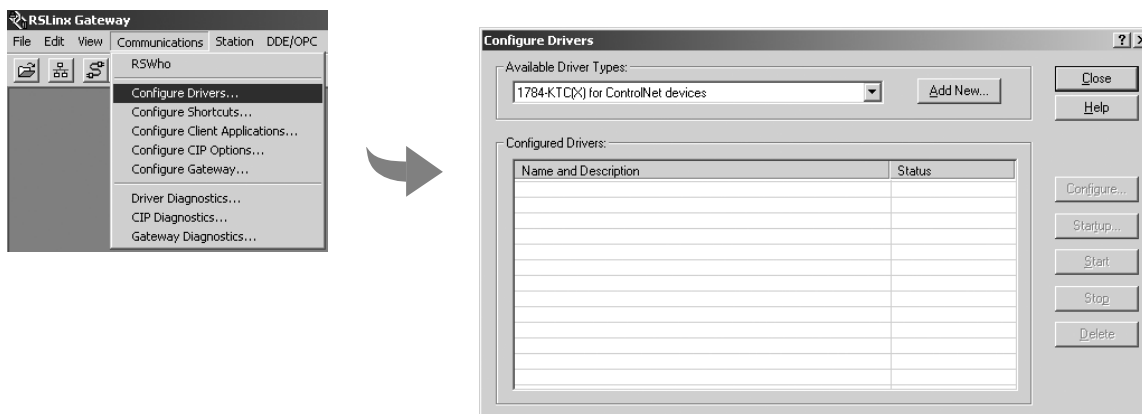 RSLinx Gateway
File Edit View Communications Station DDE/OPC
RSWho
Configure Drivers...
Configure Shortcuts...
Configure Client Applications...
Configure CIP Options...
Configure Gateway...
Driver Diagnostics...
CIP Diagnostics...
Gateway Diagnostics...
Configure Drivers
Available Driver Types:
1784-KTC(X) for ControlNet devices
Add New...
Close
Help
Configured Drivers:
Name and Description Status
Configure...
Startup...
Start
Stop
Delete